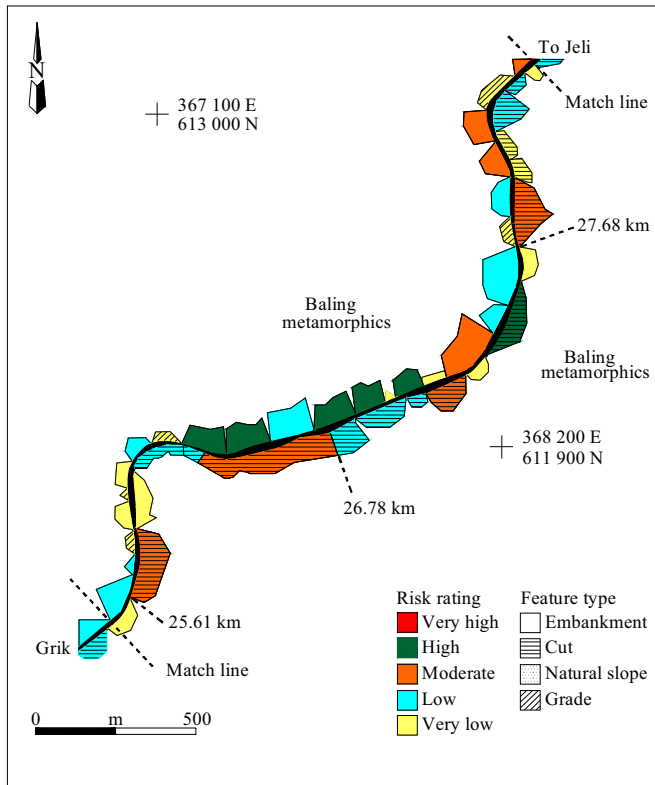 To Jeli
N
367 100 E
613 000 N
Match line
27.68 km
Baling
metamorphics
Baling
metamorphics
368 200 E
611 900 N
26.78 km
25.61 km
Grik
Match line
Risk rating
Very high
High
Moderate
Low
Very low
Feature type
Embankment
Cut
Natural slope
Grade
0 m 500